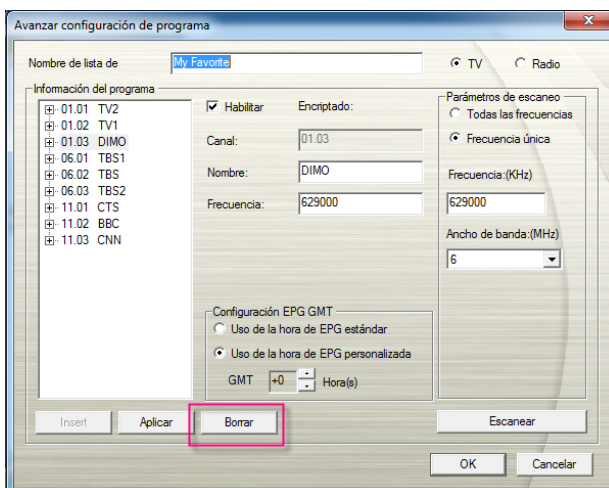 Avanzar configuración de programa
Nombre de lista de
My Favorite
TV
Radio
Información del programa
01.01 TV2
01.02 TV1
01.03 DIMO
06.01 TBS1
06.02 TBS
06.03 TBS2
11.01 CTS
11.02 BBC
11.03 CNN
Habilitar
Encriptado:
Canal:
01.03
Nombre:
DIMO
Frecuencia:
629000
Configuración EPG GMT
Uso de la hora de EPG estándar
Uso de la hora de EPG personalizada
GMT
+0
Hora(s)
Parámetros de escaneo
Todas las frecuencias
Frecuencia única
Frecuencia:(KHz)
629000
Ancho de banda:(MHz)
6
Insert
Aplicar
Borrar
Escanear
OK
Cancelar